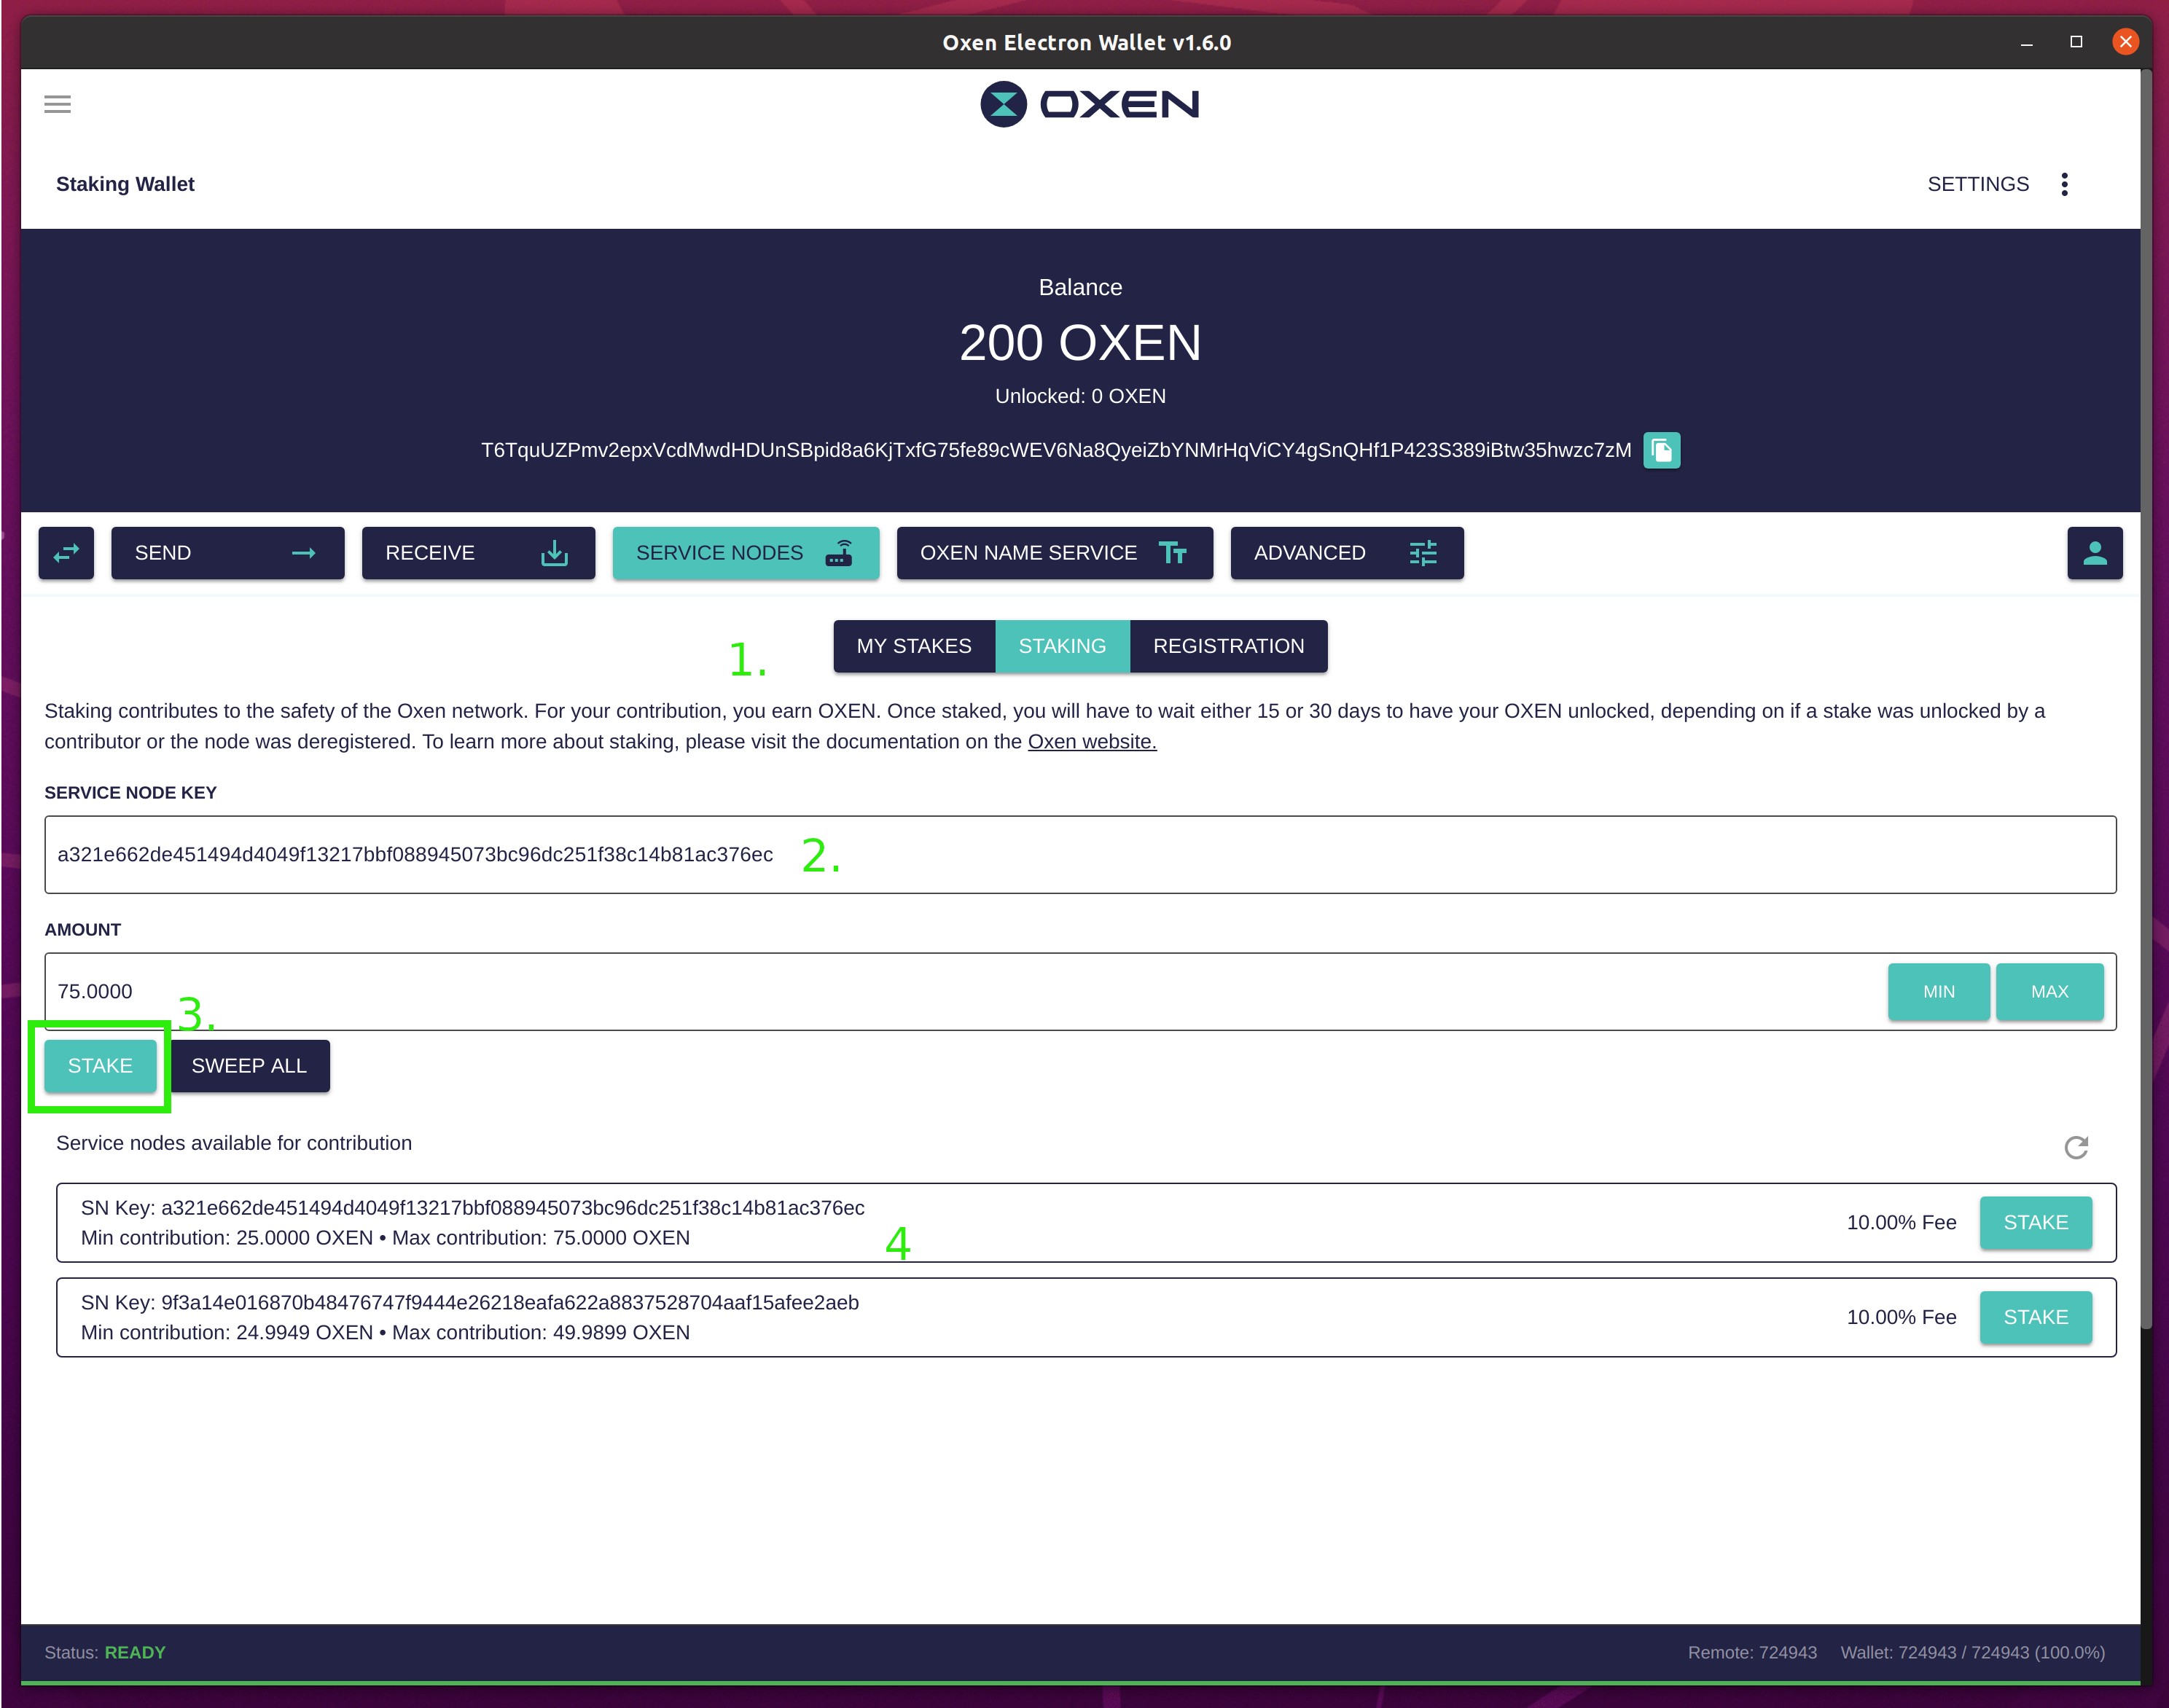 Oxen Electron Wallet v1.6.0
OXEN
Staking Wallet
SETTINGS
Balance
200 OXEN
Unlocked: 0 OXEN
T6TquUZPmv2epxVcdMwdHDUnSBpid8a6KjTxfG75fe89cWEV6Na8QyeiZbYNMrHqViCY4gSnQHf1P423S389iBtw35hwzc7zM
SEND
RECEIVE
SERVICE NODES
OXEN NAME SERVICE
ADVANCED
1.
MY STAKES
STAKING
REGISTRATION
Staking contributes to the safety of the Oxen network. For your contribution, you earn OXEN. Once staked, you will have to wait either 15 or 30 days to have your OXEN unlocked, depending on if a stake was unlocked by a
contributor or the node was deregistered. To learn more about staking, please visit the documentation on the Oxen website.
SERVICE NODE KEY
a321e662de451494d4049f13217bbf088945073bc96dc251f38c14b81ac376ec
2.
AMOUNT
75.0000
MIN
MAX
3.
STAKE
SWEEP ALL
Service nodes available for contribution
SN Key: a321e662de451494d4049f13217bbf088945073bc96dc251f38c14b81ac376ec
Min contribution: 25.0000 OXEN • Max contribution: 75.0000 OXEN
4
10.00% Fee
STAKE
SN Key: 9f3a14e016870b48476747f9444e26218eafa622a8837528704aaf15afee2aeb
Min contribution: 24.9949 OXEN • Max contribution: 49.9899 OXEN
10.00% Fee
STAKE
Status: READY
Remote: 724943
Wallet: 724943 / 724943 (100.0%)